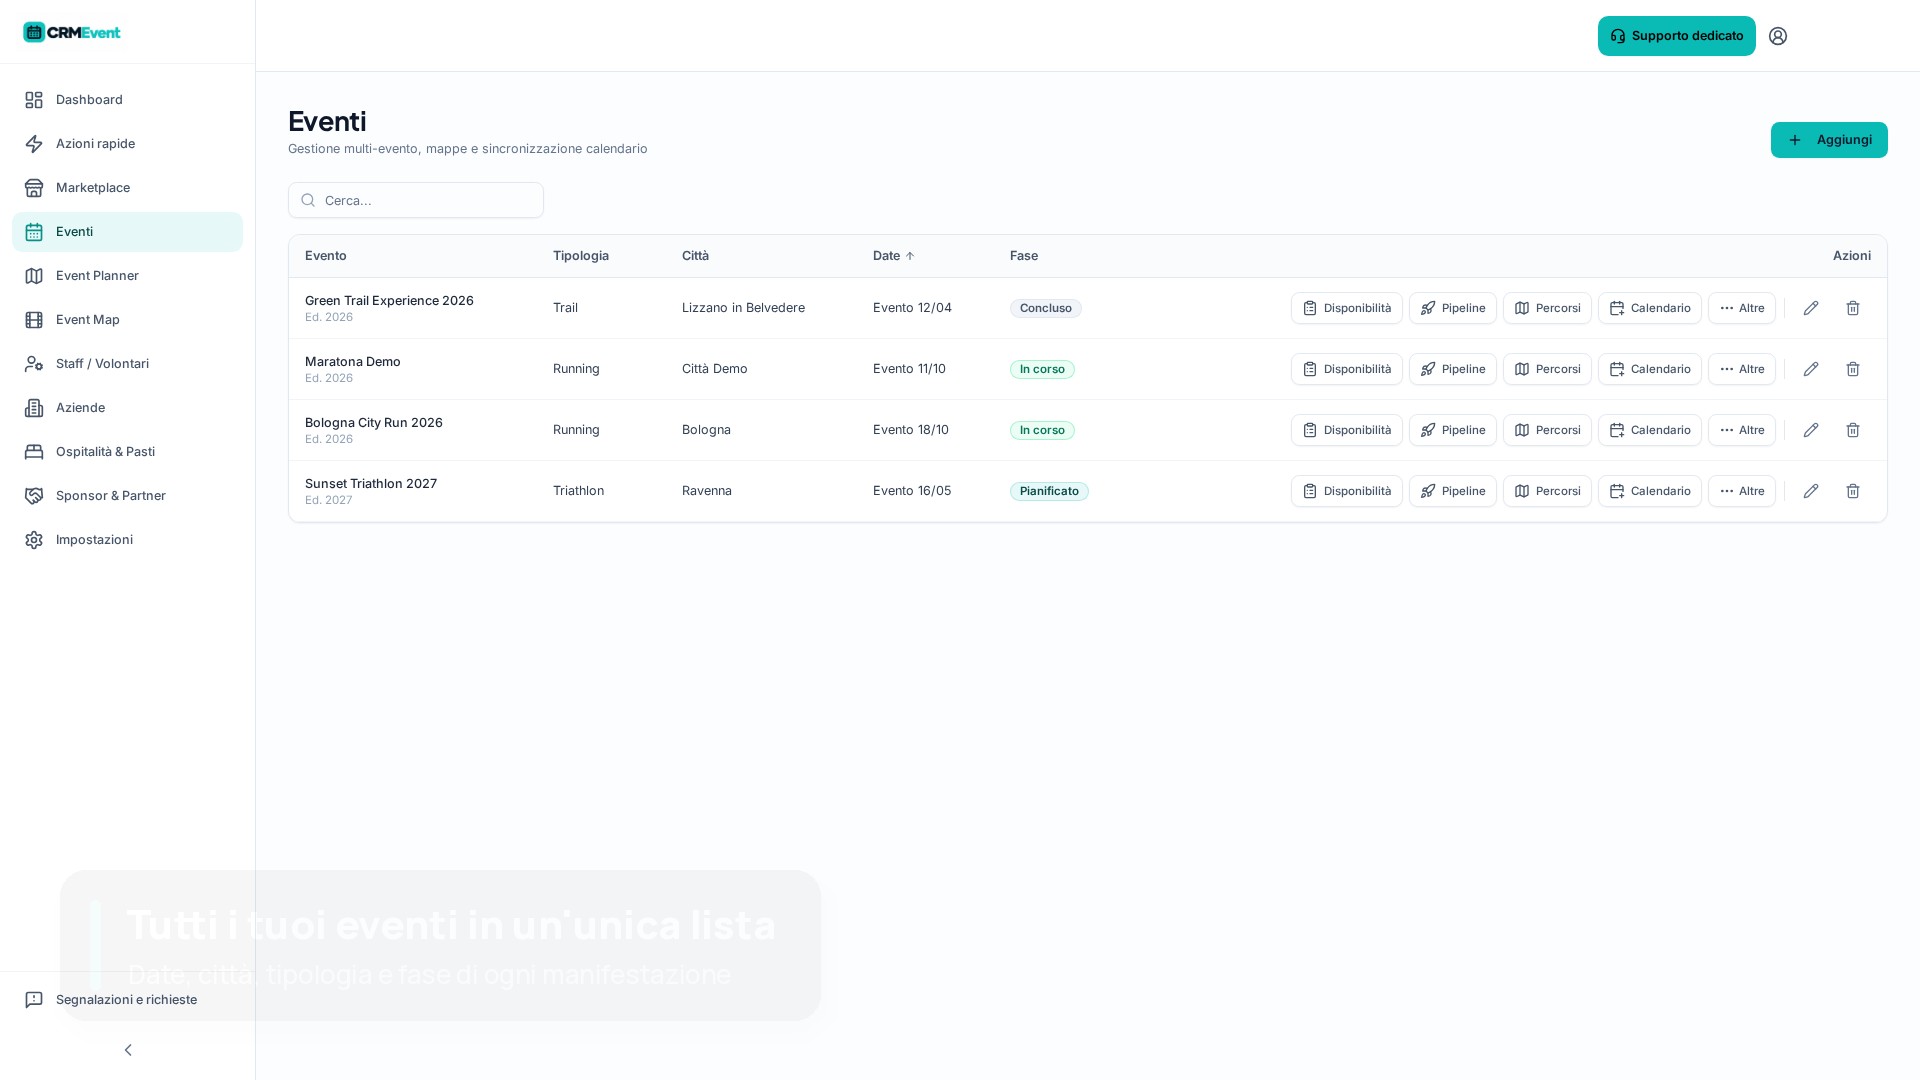 CRMEvent
Supporto dedicato
Dashboard
Azioni rapide
Marketplace
Eventi
Event Planner
Event Map
Staff / Volontari
Aziende
Ospitalità & Pasti
Sponsor & Partner
Impostazioni
Segnalazioni e richieste
Eventi
Gestione multi-evento, mappe e sincronizzazione calendario
Aggiungi
Cerca...
Evento Tipologia Città Date Fase Azioni
Green Trail Experience 2026 Trail Lizzano in Belvedere Evento 12/04 Concluso Disponibilità Pipeline Percorsi Calendario Altre
Ed. 2026
Maratona Demo Running Città Demo Evento 11/10 In corso Disponibilità Pipeline Percorsi Calendario Altre
Ed. 2026
Bologna City Run 2026 Running Bologna Evento 18/10 In corso Disponibilità Pipeline Percorsi Calendario Altre
Ed. 2026
Sunset Triathlon 2027 Triathlon Ravenna Evento 16/05 Pianificato Disponibilità Pipeline Percorsi Calendario Altre
Ed. 2027
Tutti i tuoi eventi in un'unica lista
Date, città, tipologia e fase di ogni manifestazione